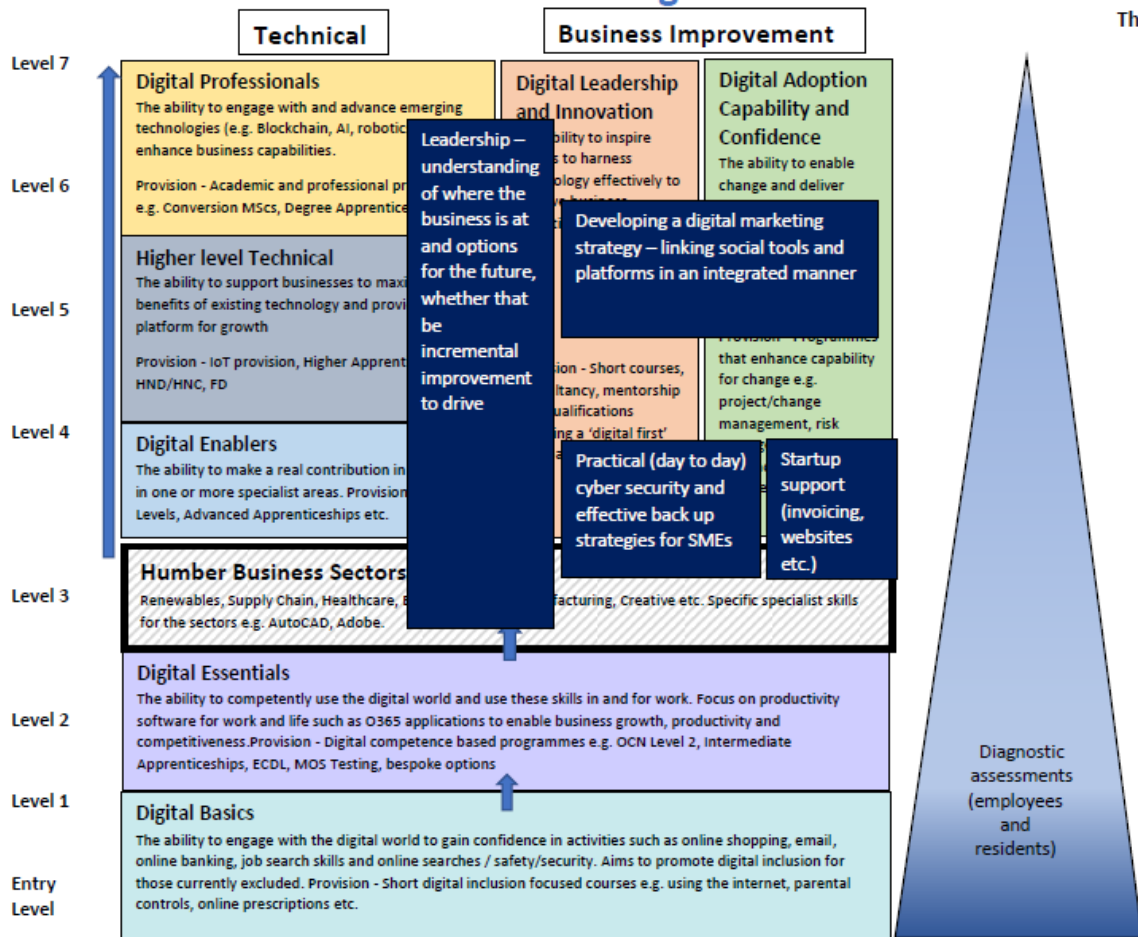 Th
Technical
Business Improvement
Level 7
Level 6
Level 5
Level 4
Level 3
Level 2
Level 1
Entry
Level
Digital Professionals
The ability to engage with and advance emerging
technologies (e.g. Blockchain, AI, robotic
enhance business capabilities.
Provision - Academic and professional pr
e.g. Conversion MScs, Degree Apprentice
Higher level Technical
The ability to support businesses to maxi
benefits of existing technology and provi
platform for growth
Provision - IoT provision, Higher Apprent
HND/HNC, FD
Digital Enablers
The ability to make a real contribution in
in one or more specialist areas. Provision
Levels, Advanced Apprenticeships etc.
Digital Leadership
and Innovation
bility to inspire
s to harness
ology effectively to
sion - Short courses,
ultancy, mentorship
ualifications
ing a ‘digital first’
Digital Adoption
Capability and
Confidence
The ability to enable
change and deliver
Provision - Programmes
that enhance capability
for change e.g.
project/change
management, risk
Leadership –
understanding
of where the
business is at
and options
for the future,
whether that
be
incremental
improvement
to drive
Developing a digital marketing
strategy – linking social tools and
platforms in an integrated manner
Practical (day to day)
cyber security and
effective back up
strategies for SMEs
Startup
support
(invoicing,
websites
etc.)
Humber Business Sectors
Renewables, Supply Chain, Healthcare, E facturing, Creative etc. Specific specialist skills
for the sectors e.g. AutoCAD, Adobe.
Digital Essentials
The ability to competently use the digital world and use these skills in and for work. Focus on productivity
software for work and life such as O365 applications to enable business growth, productivity and
competitiveness.Provision - Digital competence based programmes e.g. OCN Level 2, Intermediate
Apprenticeships, ECDL, MOS Testing, bespoke options
Digital Basics
The ability to engage with the digital world to gain confidence in activities such as online shopping, email,
online banking, job search skills and online searches / safety/security. Aims to promote digital inclusion for
those currently excluded. Provision - Short digital inclusion focused courses e.g. using the internet, parental
controls, online prescriptions etc.
Diagnostic
assessments
(employees
and
residents)